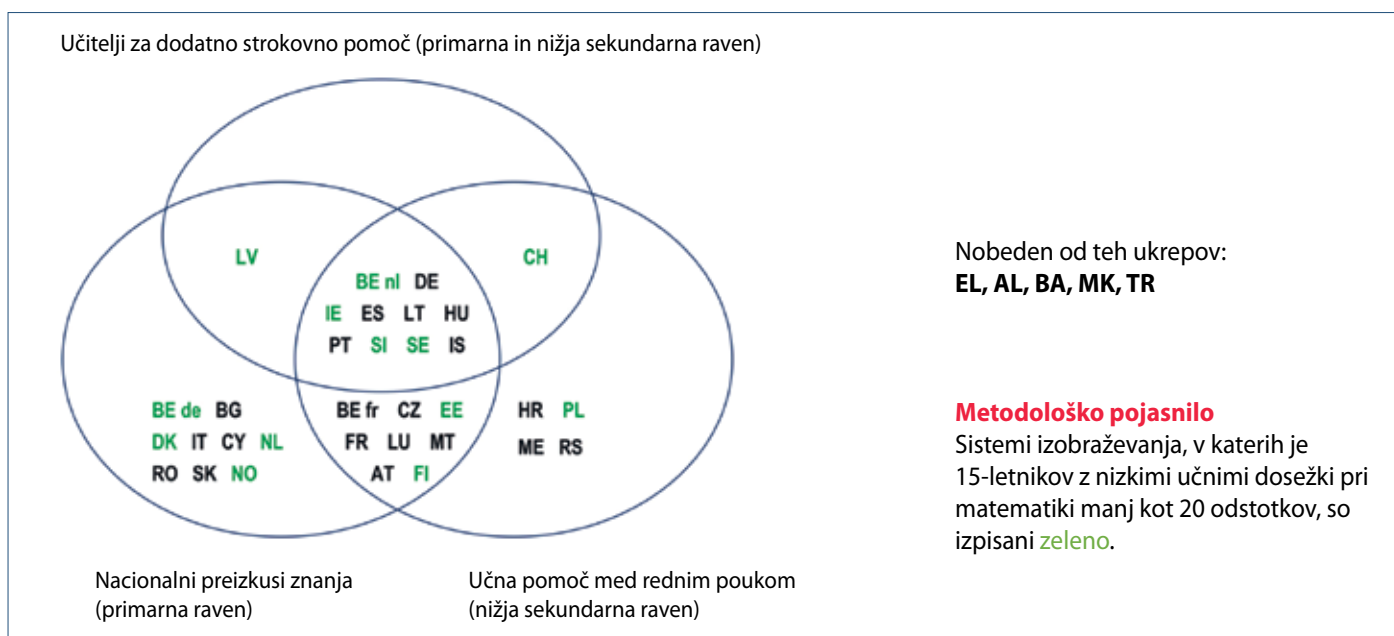 Učitelji za dodatno strokovno pomoč (primarna in nižja sekundarna raven)
LV
CH
BE nl DE
IE ES LT HU
PT SI SE IS
BE de BG
DK IT CY NL
RO SK NO
BE fr CZ EE
FR LU MT
AT FI
HR PL
ME RS
Nacionalni preizkusi znanja
(primarna raven)
Učna pomoč med rednim poukom
(nižja sekundarna raven)
Nobeden od teh ukrepov:
EL, AL, BA, MK, TR
Metodološko pojasnilo
Sistemi izobraževanja, v katerih je
15-letnikov z nizkimi učnimi dosežki pri
matematiki manj kot 20 odstotkov, so
izpisani zeleno.